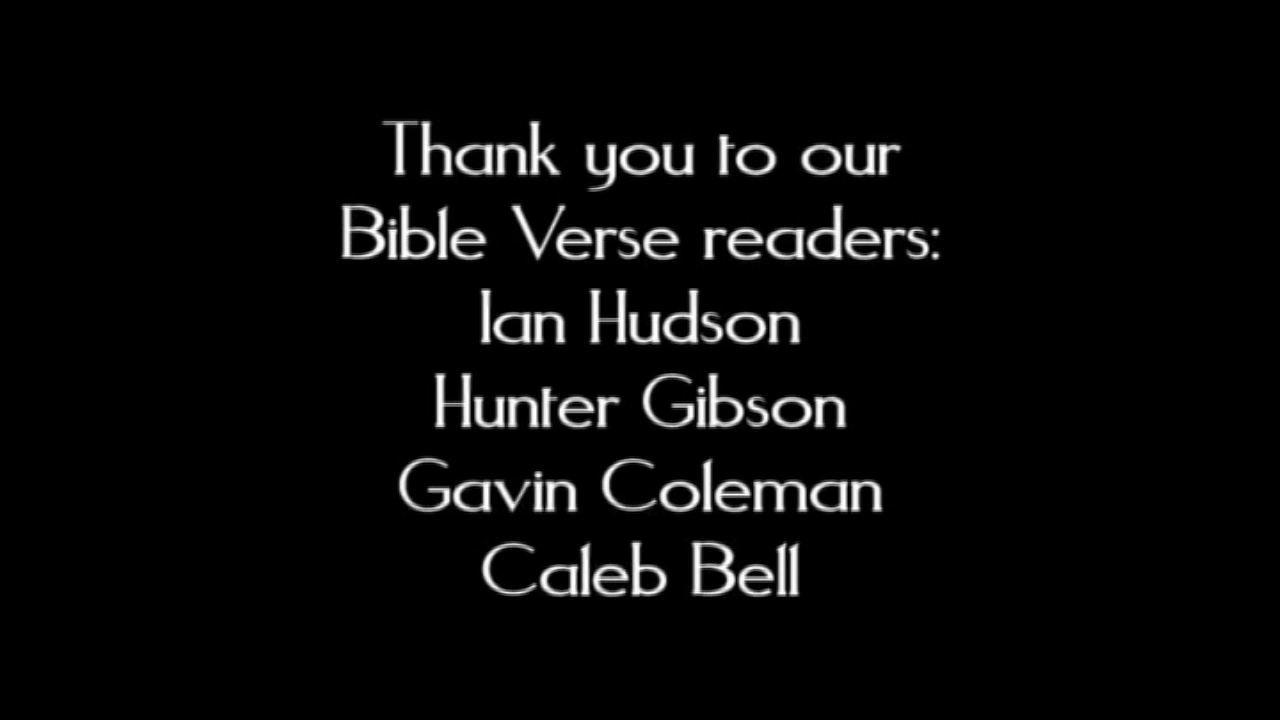 Thank you to our
Bible Verse readers:
Ian Hudson
Hunter Gibson
Gavin Coleman
Caleb Bell